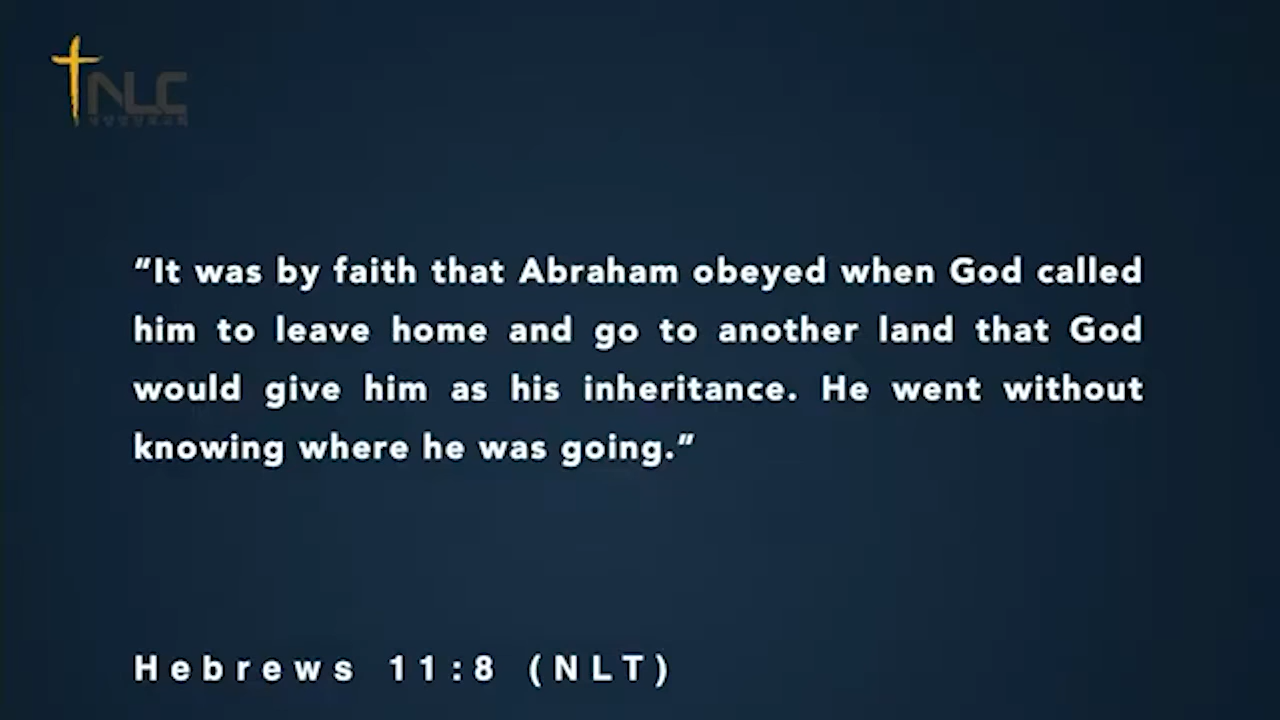 NLC
“It was by faith that Abraham obeyed when God called
him to leave home and go to another land that God
would give him as his inheritance. He went without
knowing where he was going.”
Hebrews 11:8 (NLT)